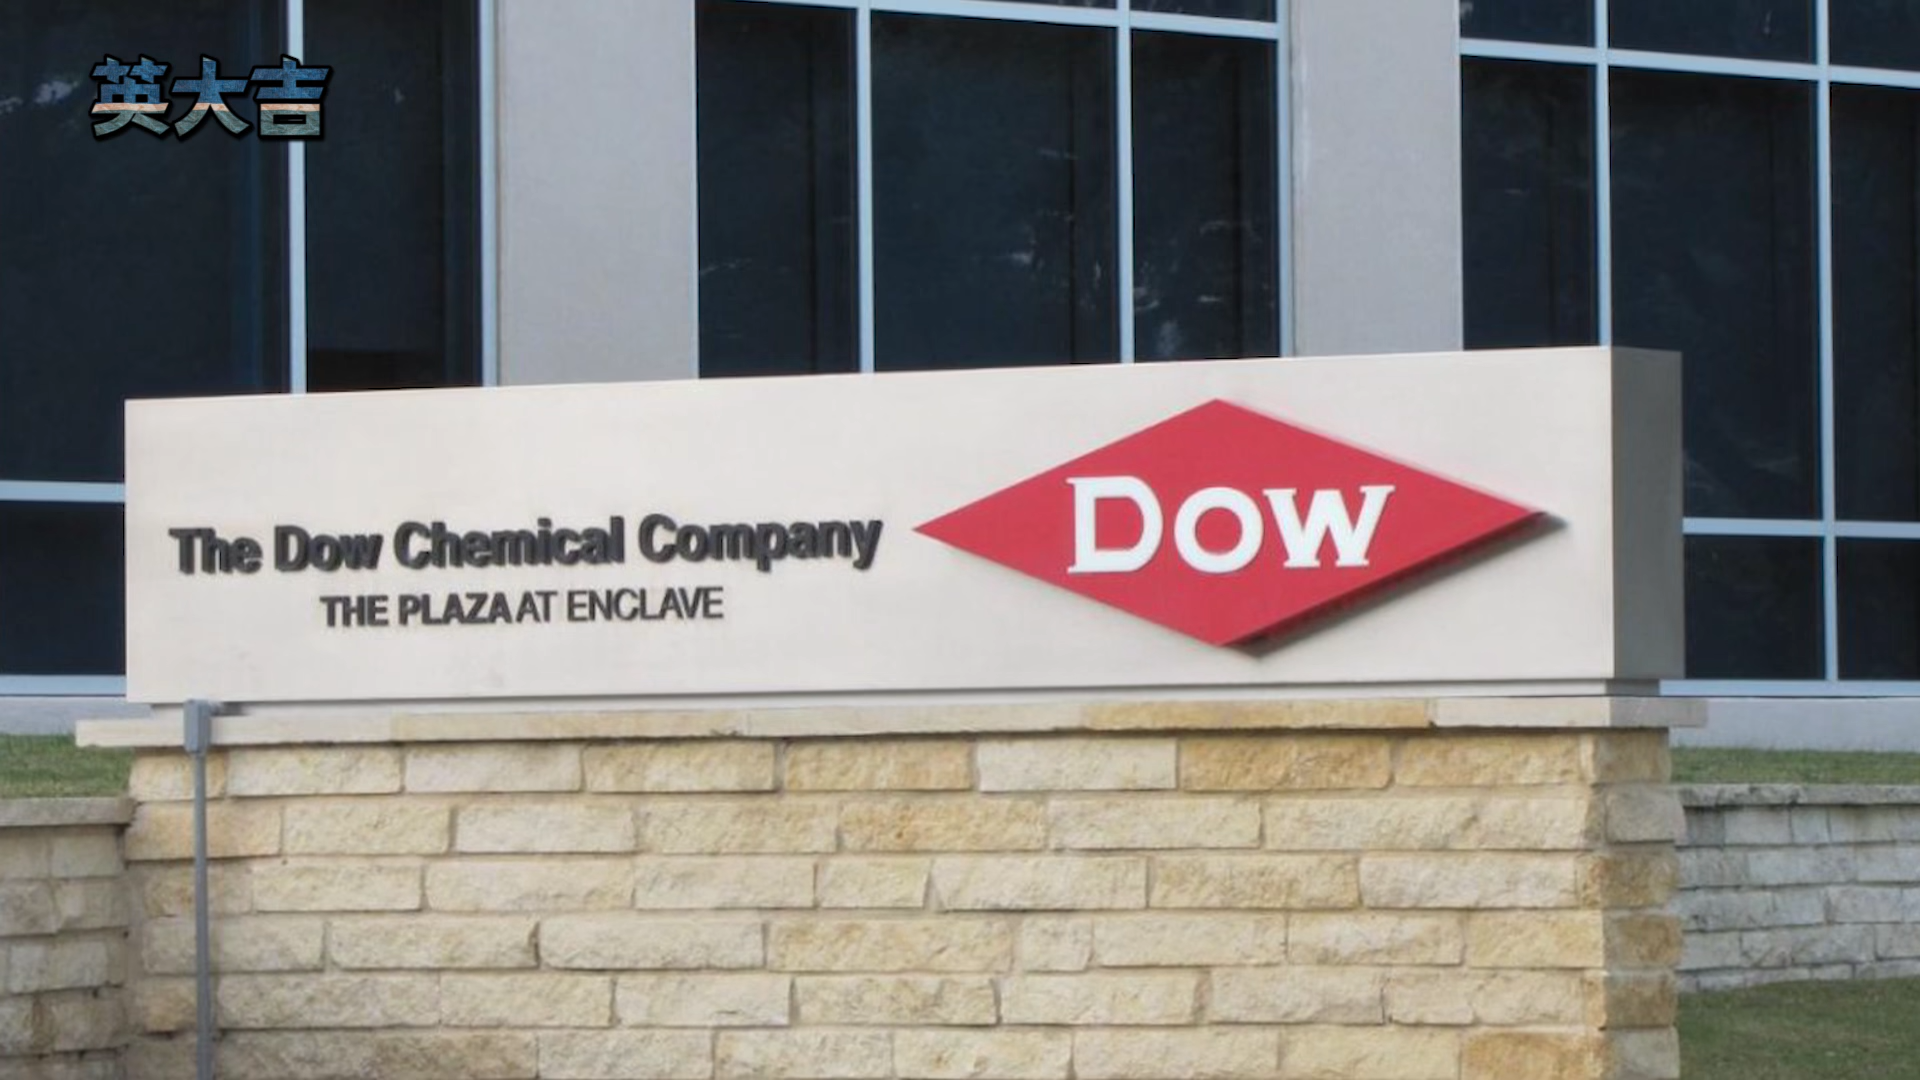 英大吉
The Dow Chemical Company
THE PLAZA AT ENCLAVE
DOW